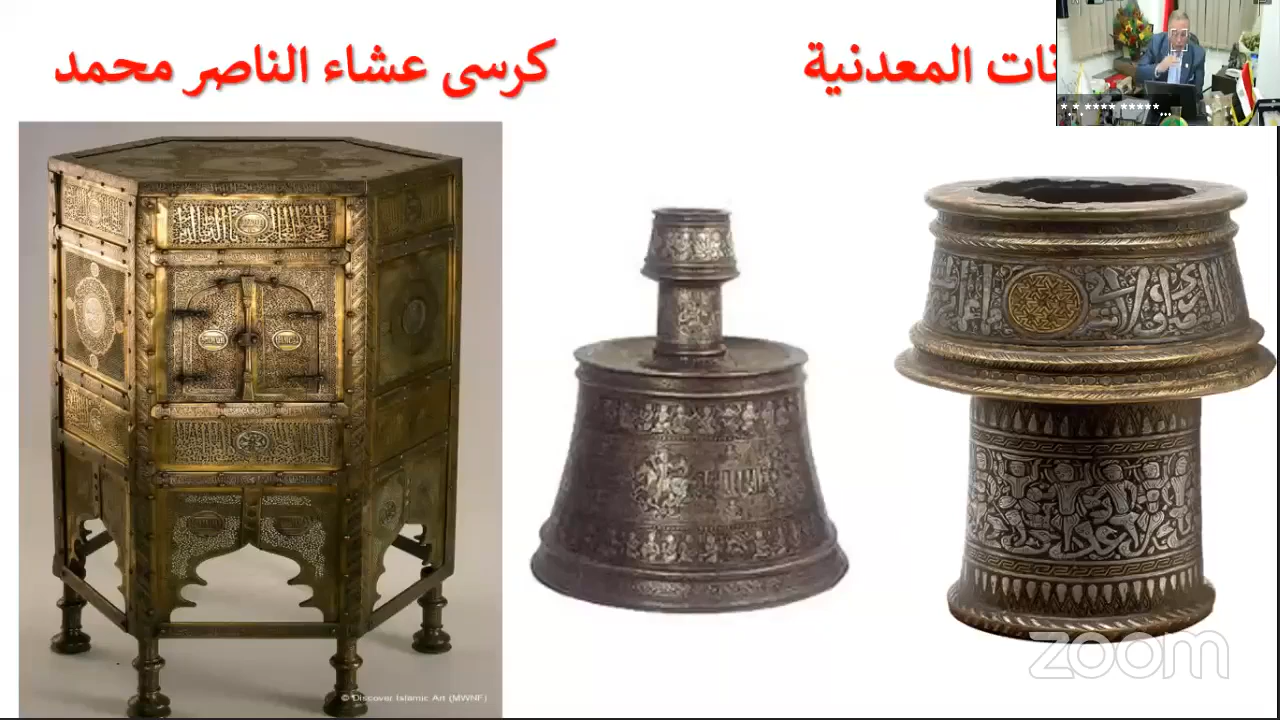 نات المعدنية
كرسى عشاء الناصر محمد
*.* **** *****...
© Discover Islamic Art (MWNF)
zoom